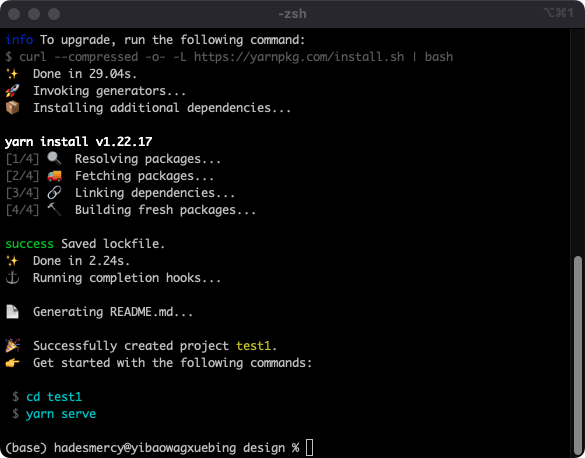 -zsh
⌥⌘1
info To upgrade, run the following command:
$ curl --compressed -o- -L https://yarnpkg.com/install.sh | bash
✨ Done in 29.04s.
🚀 Invoking generators...
📦 Installing additional dependencies...
yarn install v1.22.17
[1/4] 🔍 Resolving packages...
[2/4] 🚚 Fetching packages...
[3/4] 🔗 Linking dependencies...
[4/4] 🔨 Building fresh packages...
success Saved lockfile.
✨ Done in 2.24s.
⚓ Running completion hooks...
📄 Generating README.md...
🎉 Successfully created project test1.
👉 Get started with the following commands:
$ cd test1
$ yarn serve
(base) hadesmercy@yibaowagxuebing design %